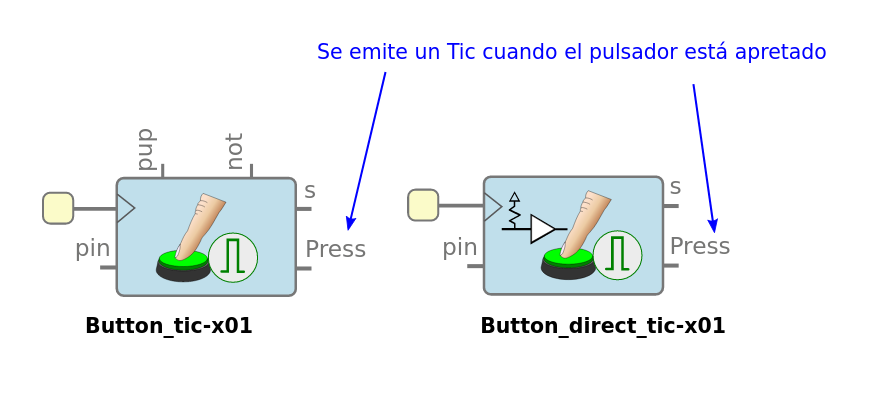 Se emite un Tic cuando el pulsador está apretado
pup
not
s
pin
Press
s
pin
Press
Button_tic-x01
Button_direct_tic-x01